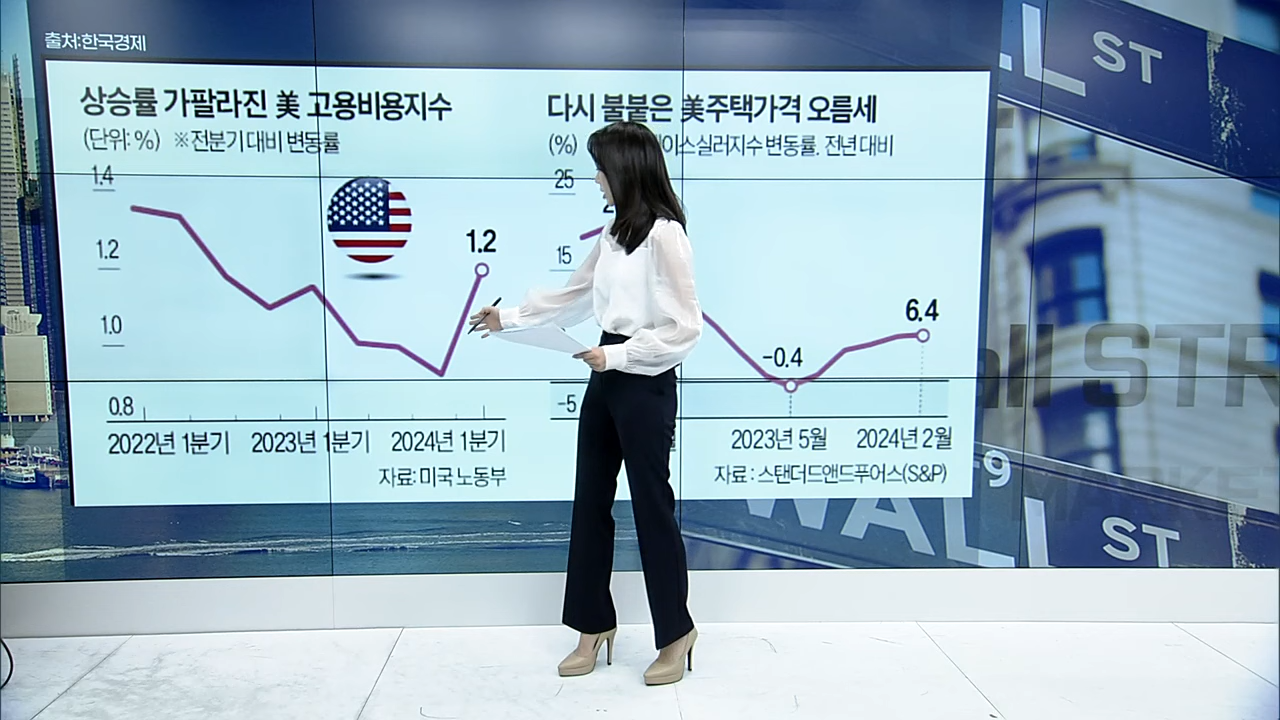 출처:한국경제
상승률 가팔라진 美 고용비용지수
(단위: %) ※전분기 대비 변동률
1.4
1.2
1.0
0.8
1.2
2022년 1분기 2023년 1분기 2024년 1분기
자료:미국 노동부
다시 불붙은 美주택가격 오름세
(%) 이스실러지수 변동률. 전년 대비
25
15
-5
-0.4
6.4
2023년 5월 2024년 2월
자료:스탠더드앤드푸어스(S&P)
LL ST
all STR
T9
MARKET
WALL ST